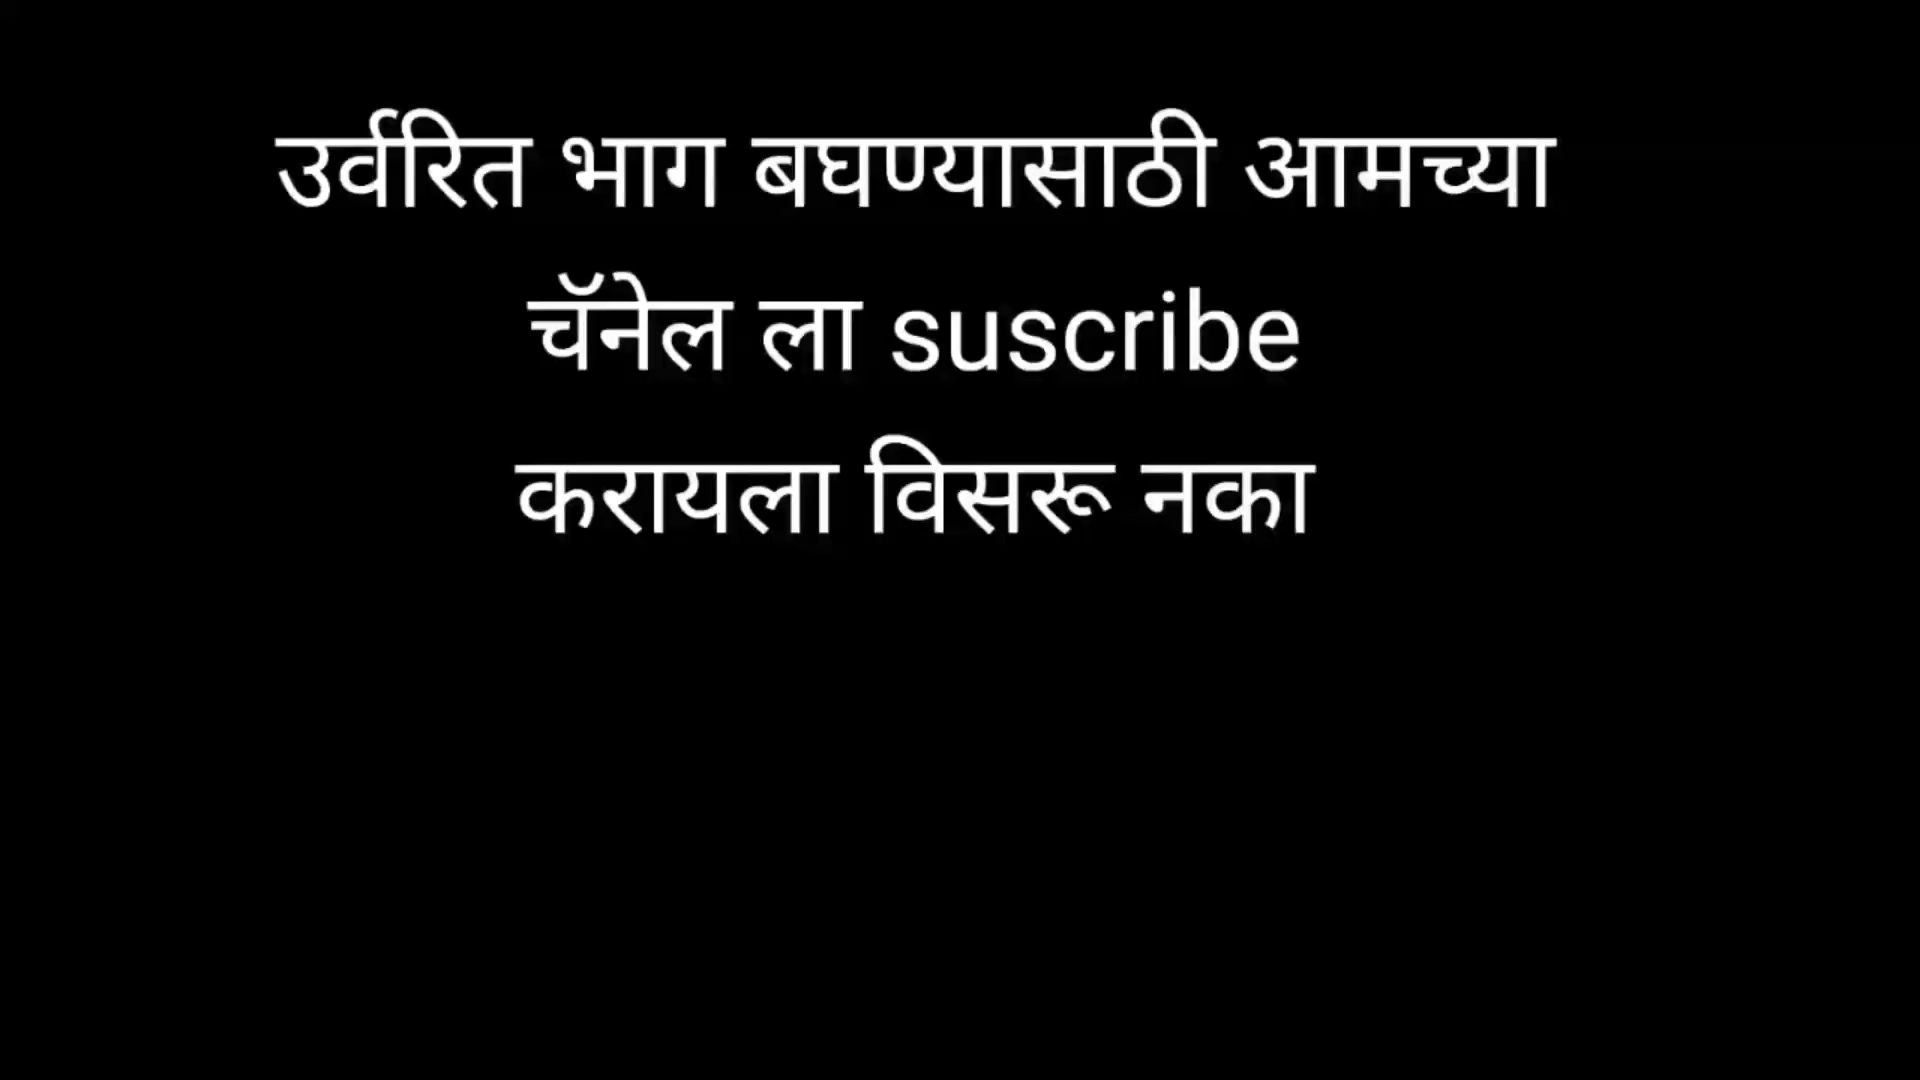 उर्वरित भाग बघण्यासाठी आमच्या
चॅनेल ला suscribe
करायला विसरू नका